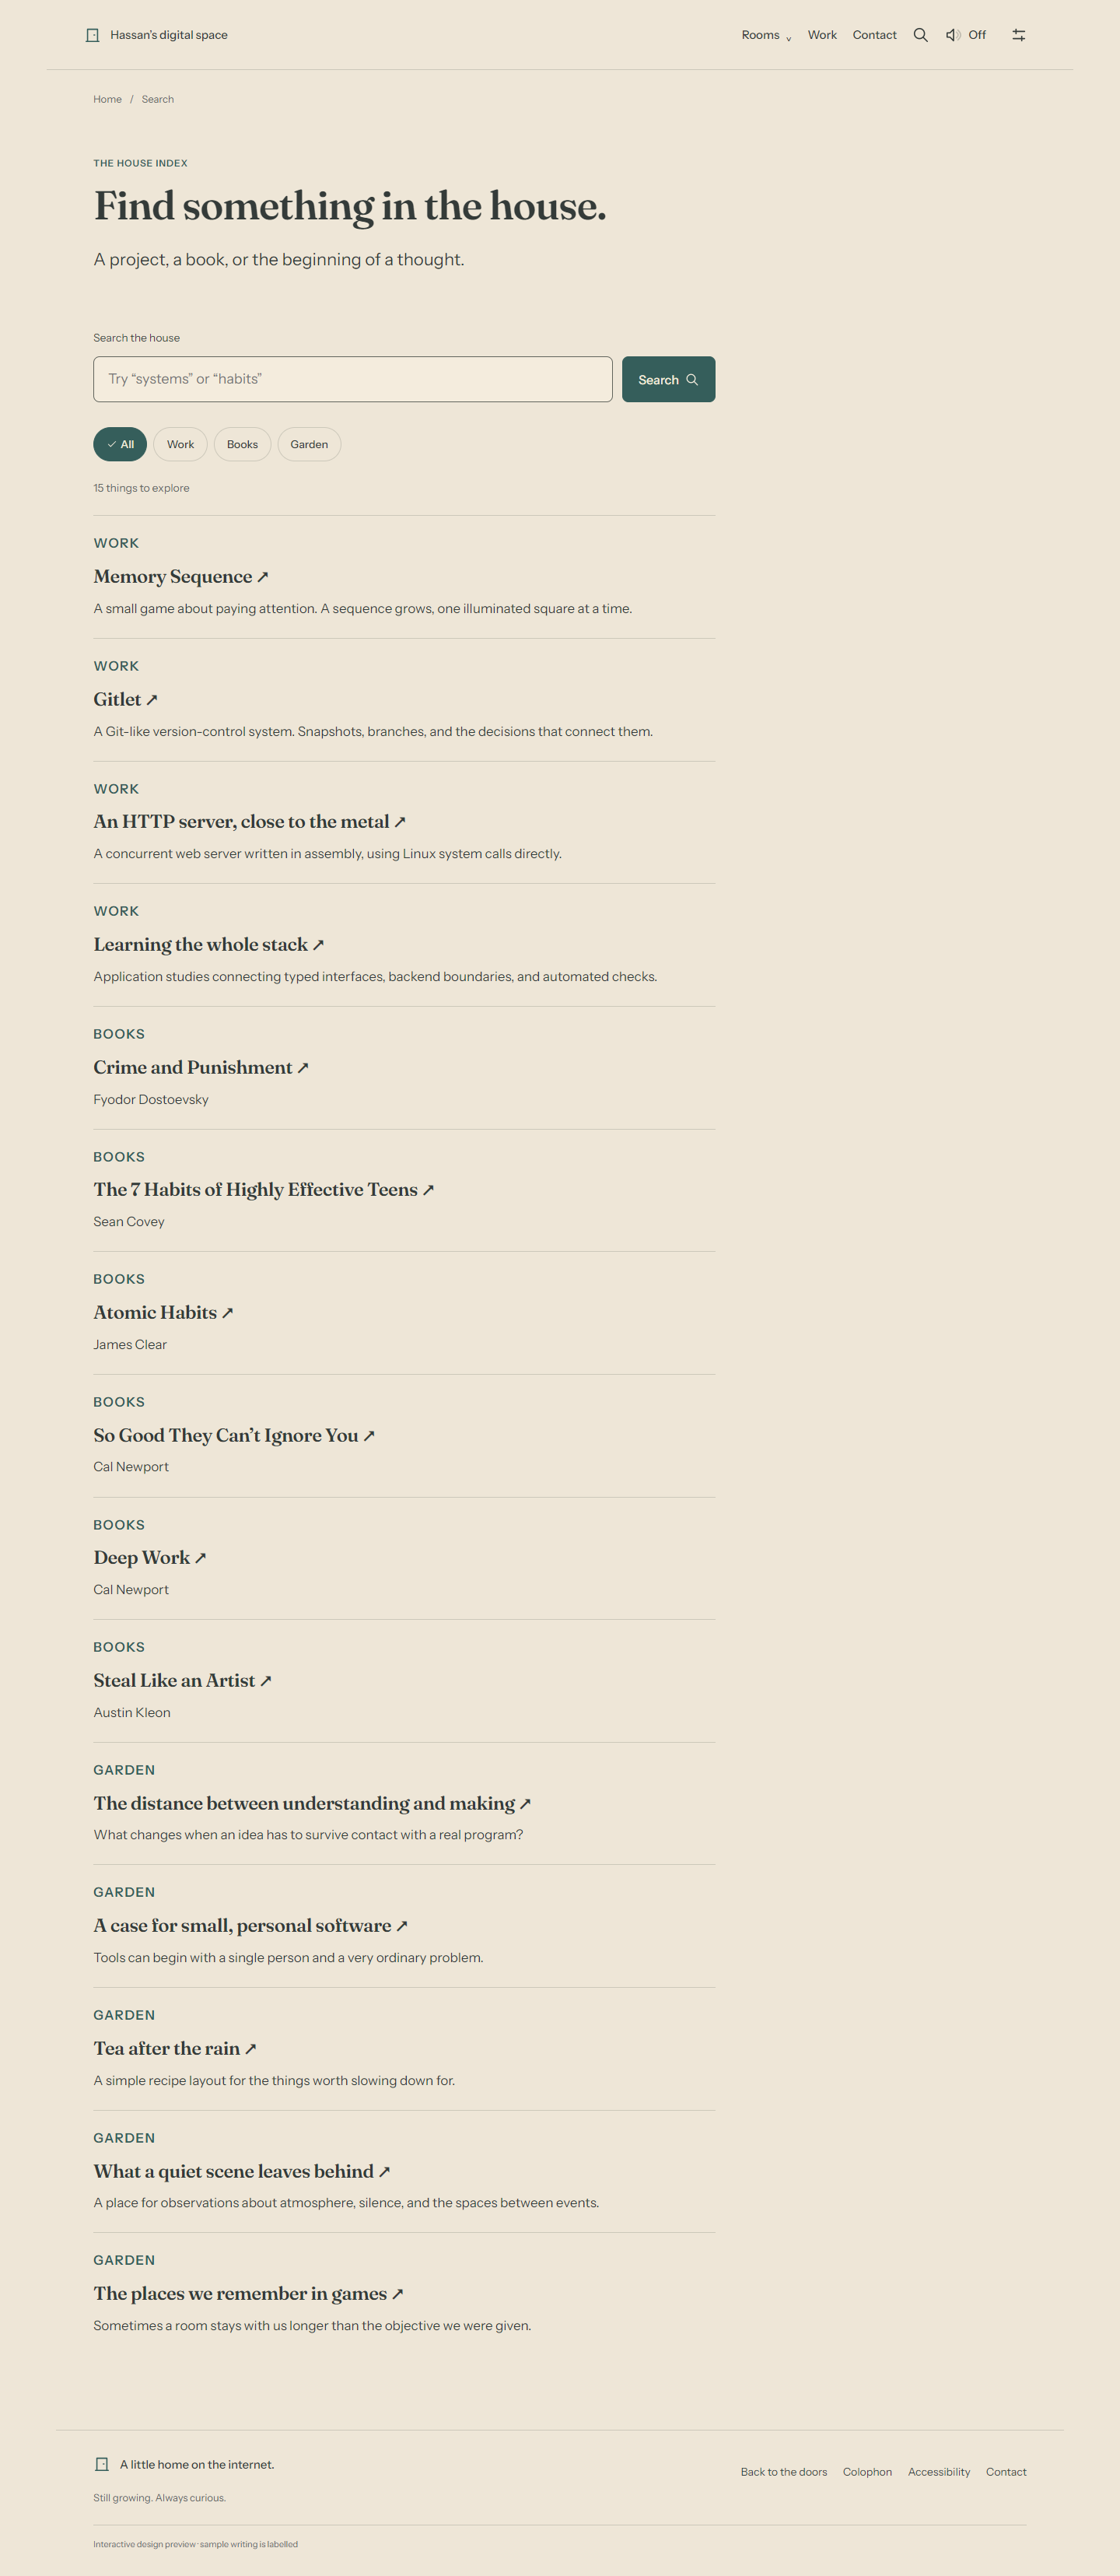 Hassan’s digital space
Rooms Work Contact Off
Home / Search
THE HOUSE INDEX
Find something in the house.
A project, a book, or the beginning of a thought.
Search the house
Try “systems” or “habits”
Search
All Work Books Garden
15 things to explore
WORK
Memory Sequence ↗
A small game about paying attention. A sequence grows, one illuminated square at a time.
WORK
Gitlet ↗
A Git-like version-control system. Snapshots, branches, and the decisions that connect them.
WORK
An HTTP server, close to the metal ↗
A concurrent web server written in assembly, using Linux system calls directly.
WORK
Learning the whole stack ↗
Application studies connecting typed interfaces, backend boundaries, and automated checks.
BOOKS
Crime and Punishment ↗
Fyodor Dostoevsky
BOOKS
The 7 Habits of Highly Effective Teens ↗
Sean Covey
BOOKS
Atomic Habits ↗
James Clear
BOOKS
So Good They Can’t Ignore You ↗
Cal Newport
BOOKS
Deep Work ↗
Cal Newport
BOOKS
Steal Like an Artist ↗
Austin Kleon
GARDEN
The distance between understanding and making ↗
What changes when an idea has to survive contact with a real program?
GARDEN
A case for small, personal software ↗
Tools can begin with a single person and a very ordinary problem.
GARDEN
Tea after the rain ↗
A simple recipe layout for the things worth slowing down for.
GARDEN
What a quiet scene leaves behind ↗
A place for observations about atmosphere, silence, and the spaces between events.
GARDEN
The places we remember in games ↗
Sometimes a room stays with us longer than the objective we were given.
A little home on the internet.
Still growing. Always curious.
Back to the doors Colophon Accessibility Contact
Interactive design preview · sample writing is labelled